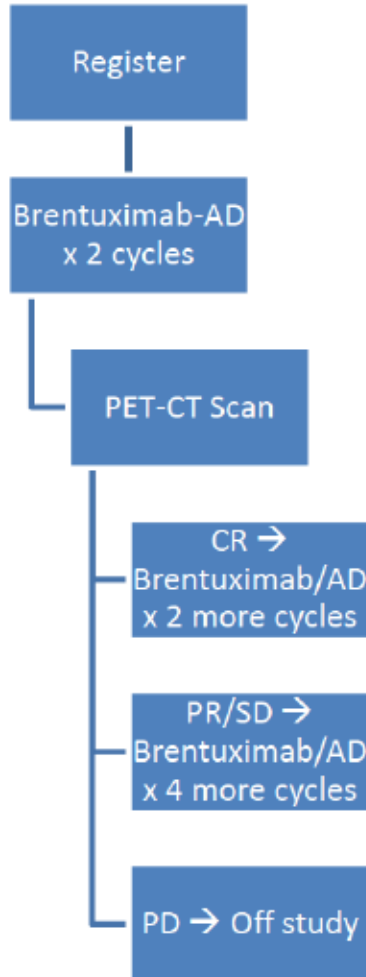 Register
Brentuximab-AD
x 2 cycles
PET-CT Scan
CR →
Brentuximab/AD
x 2 more cycles
PR/SD →
Brentuximab/AD
x 4 more cycles
PD → Off study